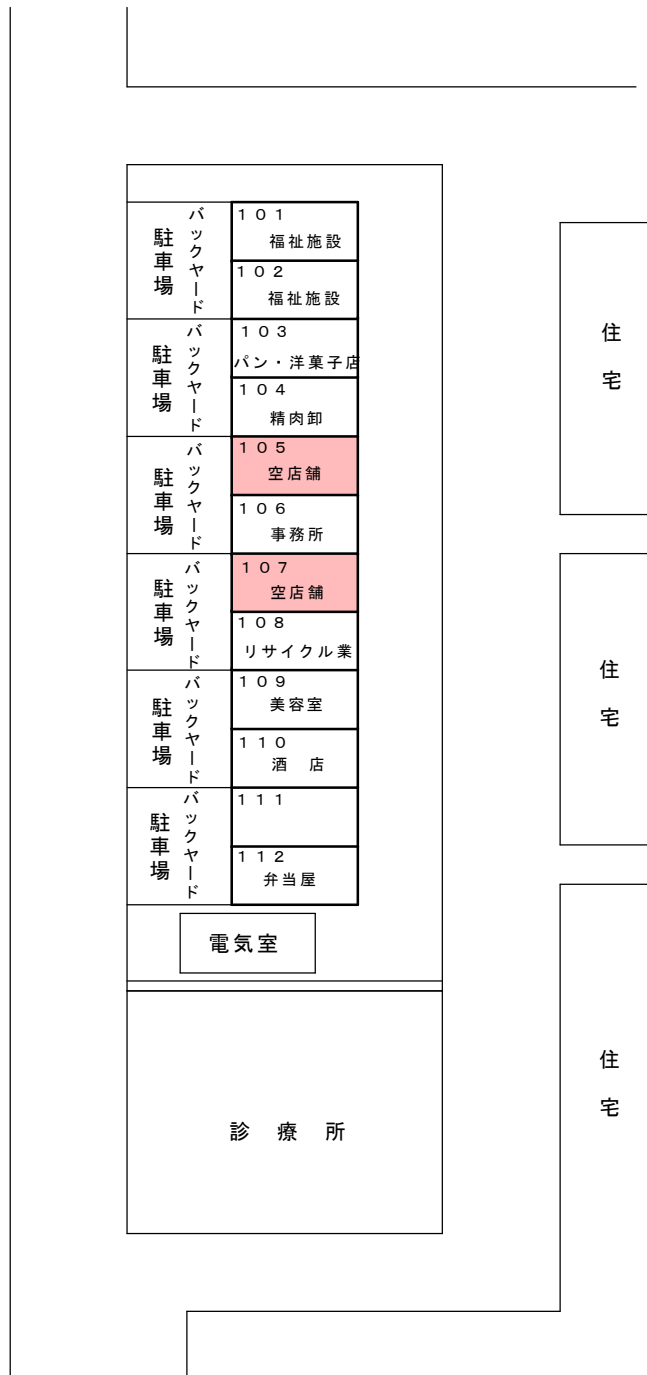 駐車場
バックヤード
１０１
福祉施設
１０２
福祉施設
駐車場
バックヤード
１０３
パン・洋菓子店
１０４
精肉卸
駐車場
バックヤード
１０５
空店舗
１０６
事務所
駐車場
バックヤード
１０７
空店舗
１０８
リサイクル業
駐車場
バックヤード
１０９
美容室
１１０
酒　店
駐車場
バックヤード
１１１
１１２
弁当屋
電気室
診　療　所
住宅
住宅
住宅